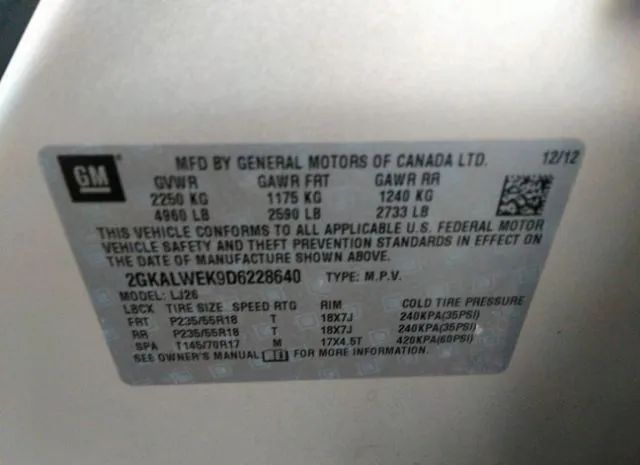 GM
MFD BY GENERAL MOTORS OF CANADA LTD. 12/12
GVWR GAWR FRT GAWR RR
2250 KG 1175 KG 1240 KG
4960 LB 2590 LB 2733 LB
THIS VEHICLE CONFORMS TO ALL APPLICABLE U.S. FEDERAL MOTOR
VEHICLE SAFETY AND THEFT PREVENTION STANDARDS IN EFFECT ON
THE DATE OF MANUFACTURE SHOWN ABOVE.
2GKALWEK9D6228640 TYPE: M.P.V.
MODEL: LJ26
LBCX TIRE SIZE SPEED RTG RIM COLD TIRE PRESSURE
FRT P235/55R18 T 18X7J 240KPA(35PSI)
RR P235/55R18 T 18X7J 240KPA(35PSI)
SPA T145/70R17 M 17X4.5T 420KPA(60PSI)
SEE OWNER'S MANUAL FOR MORE INFORMATION.